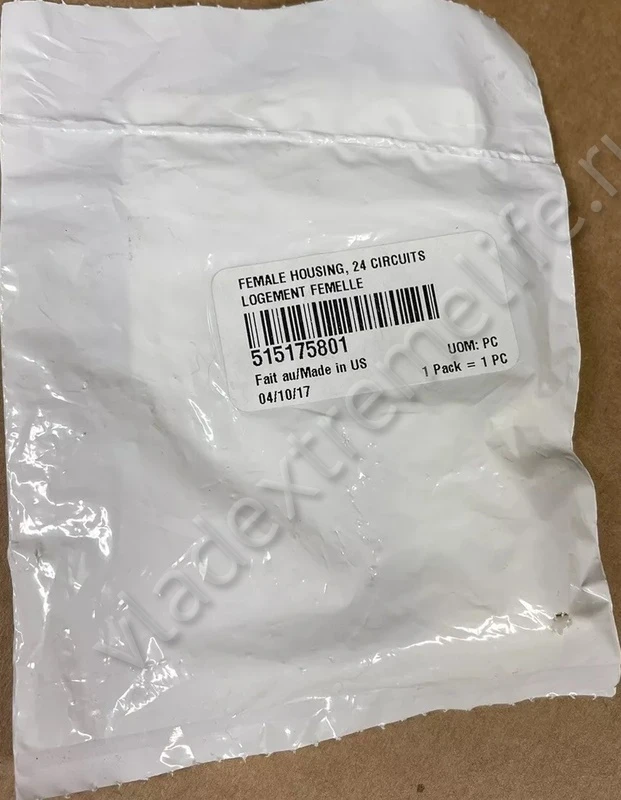 FEMALE HOUSING, 24 CIRCUITS
LOGEMENT FEMELLE
515175801
UOM: PC
Fait au/Made in US
1 Pack = 1 PC
04/10/17
vladextremelife.ru